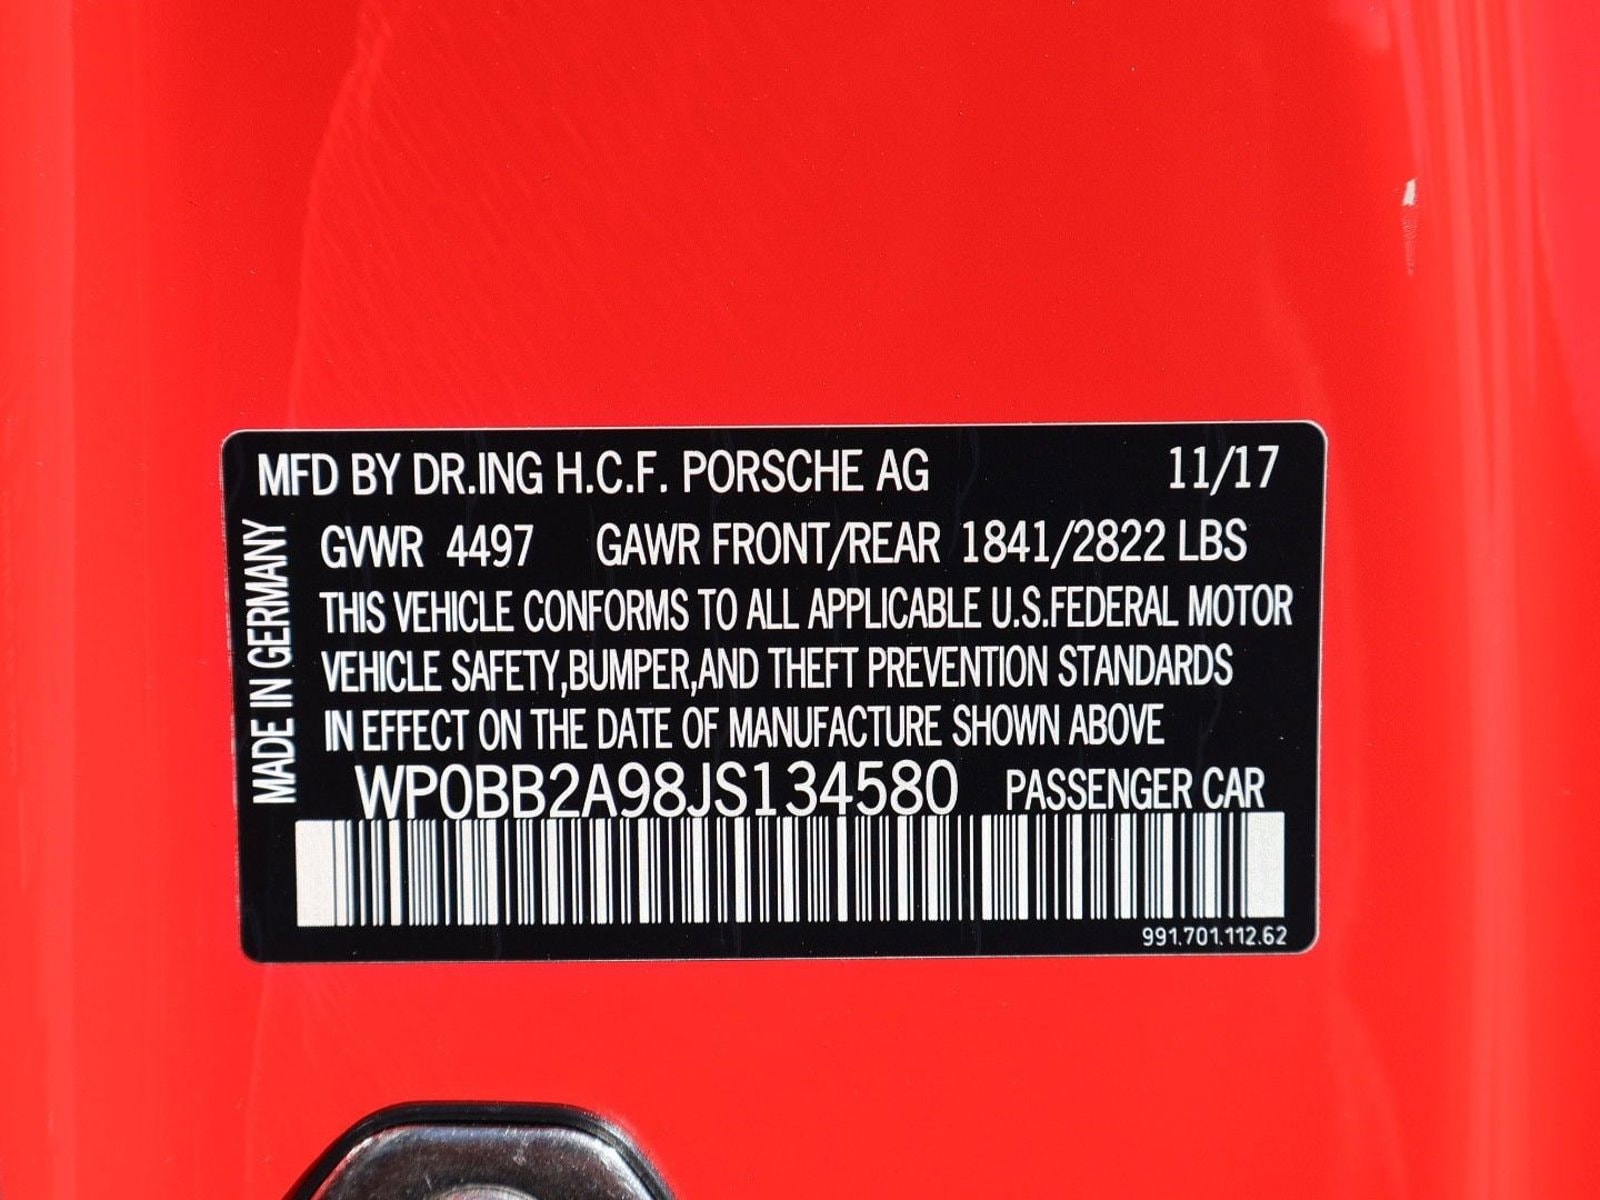 MFD BY DR.ING H.C.F. PORSCHE AG 11/17
GVWR 4497 GAWR FRONT/REAR 1841/2822 LBS
THIS VEHICLE CONFORMS TO ALL APPLICABLE U.S.FEDERAL MOTOR
VEHICLE SAFETY,BUMPER,AND THEFT PREVENTION STANDARDS
IN EFFECT ON THE DATE OF MANUFACTURE SHOWN ABOVE
WP0BB2A98JS134580 PASSENGER CAR
991.701.112.62
MADE IN GERMANY